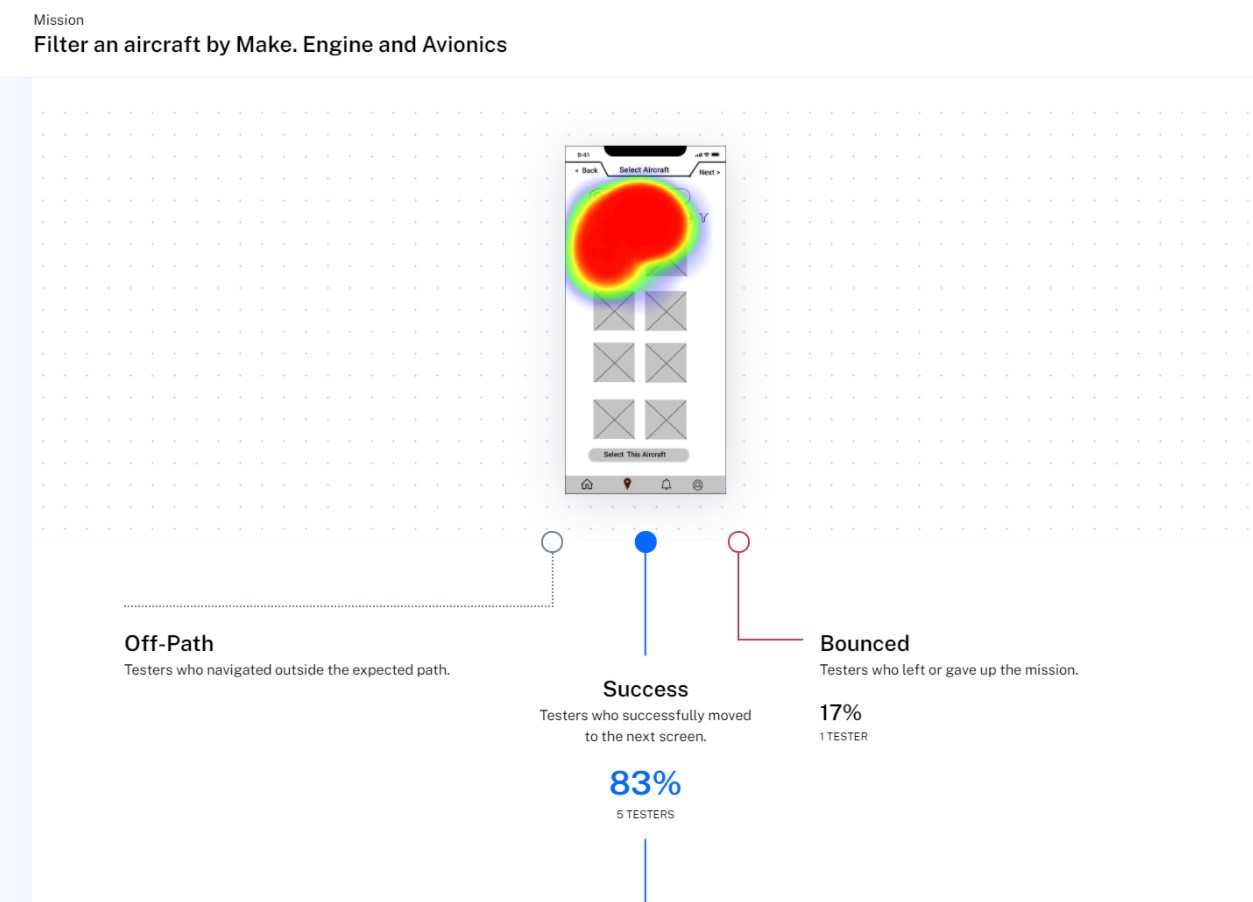 Mission
Filter an aircraft by Make. Engine and Avionics
9:41
< Back
Select Aircraft
Next >
Select This Aircraft
Off-Path
Testers who navigated outside the expected path.
Success
Testers who successfully moved
to the next screen.
83%
5 TESTERS
Bounced
Testers who left or gave up the mission.
17%
1 TESTER